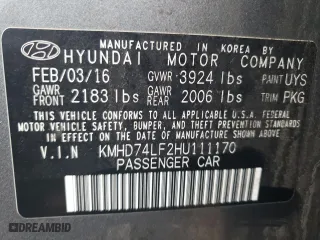 MANUFACTURED IN KOREA BY
HYUNDAI MOTOR COMPANY
FEB/03/16 GVWR 3924 lbs PAINT UYS
GAWR FRONT 2183 lbs GAWR REAR 2006 lbs TRIM PKG
THIS VEHICLE CONFORMS TO ALL APPLICABLE
U.S. FEDERAL MOTOR VEHICLE
SAFETY, BUMPER, AND THEFT PREVENTION
STANDARDS IN EFFECT ON THE DATE OF
MANUFACTURE SHOWN ABOVE.
V.I.N KMHD74LF2HU111170
PASSENGER CAR
© DREAMBID